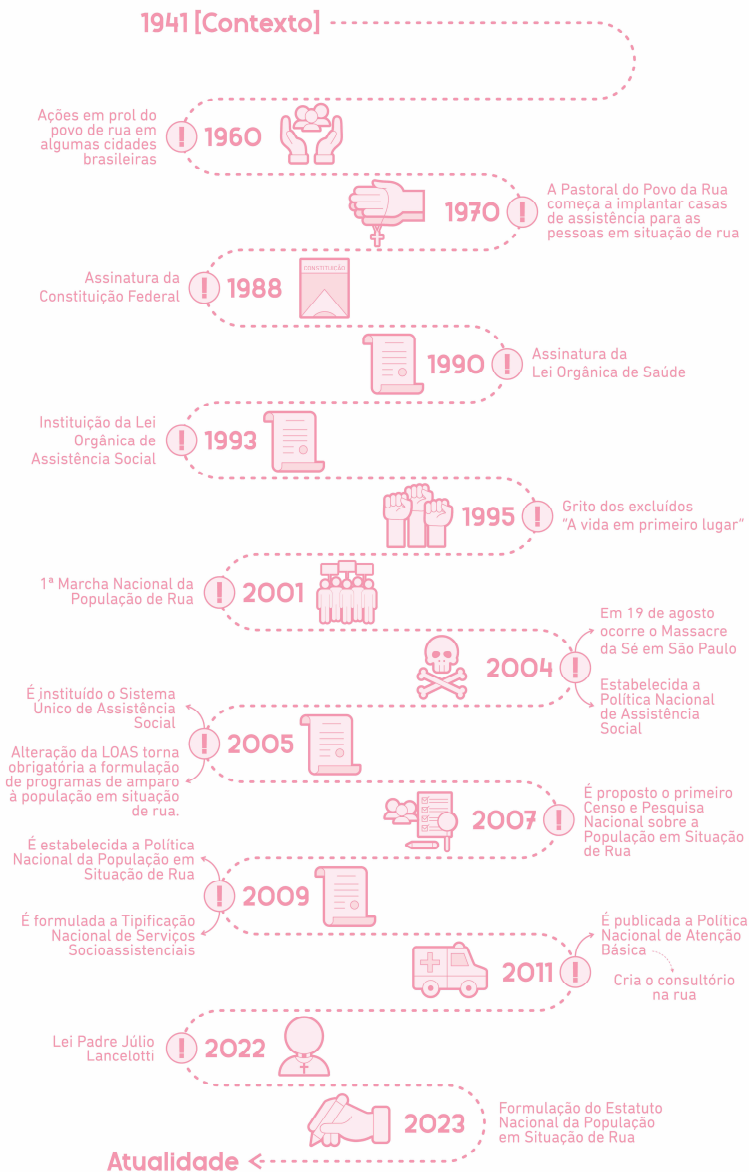 1941 [Contexto]
Ações em prol do
povo de rua em
algumas cidades
brasileiras
1960
1970
A Pastoral do Povo da Rua
começa a implantar casas
de assistência para as
pessoas em situação de rua
Assinatura da
Constituição Federal
1988
CONSTITUIÇÃO
1990
Assinatura da
Lei Orgânica de Saúde
Instituição da Lei
Orgânica de
Assistência Social
1993
1995
Grito dos excluídos
"A vida em primeiro lugar"
1ª Marcha Nacional da
População de Rua
2001
2004
Em 19 de agosto
ocorre o Massacre
da Sé em São Paulo
Estabelecida a
Política Nacional
de Assistência
Social
É instituído o Sistema
Único de Assistência
Social
2005
Alteração da LOAS torna
obrigatória a formulação
de programas de amparo
à população em situação
de rua.
2007
É proposto o primeiro
Censo e Pesquisa
Nacional sobre a
População em Situação
de Rua
É estabelecida a Política
Nacional da População em
Situação de Rua
2009
É formulada a Tipificação
Nacional de Serviços
Socioassistenciais
2011
É publicada a Política
Nacional de Atenção
Básica
Cria o consultório
na rua
Lei Padre Júlio
Lancelotti
2022
2023
Formulação do Estatuto
Nacional da População
em Situação de Rua
Atualidade